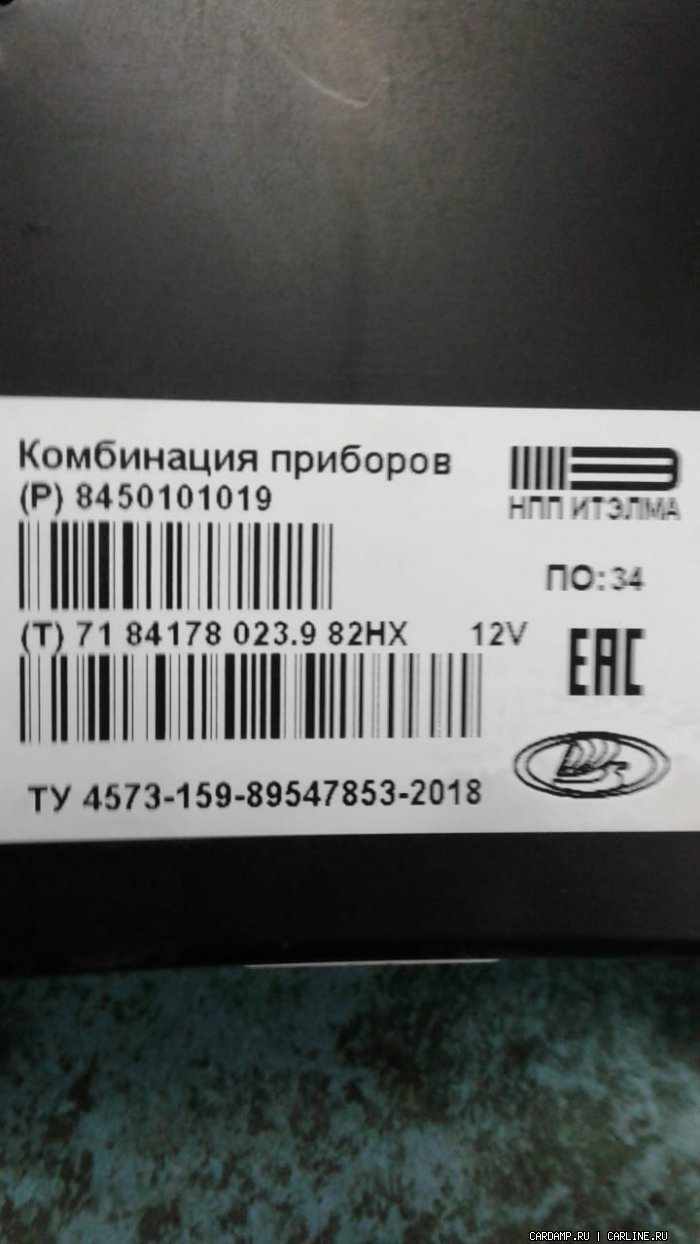 Комбинация приборов
(P) 8450101019
НПП ИТЭЛМА
ПО:34
(T) 71 84178 023.9 82HX 12V
EAC
ТУ 4573-159-89547853-2018
CARDAMP.RU | CARLINE.RU